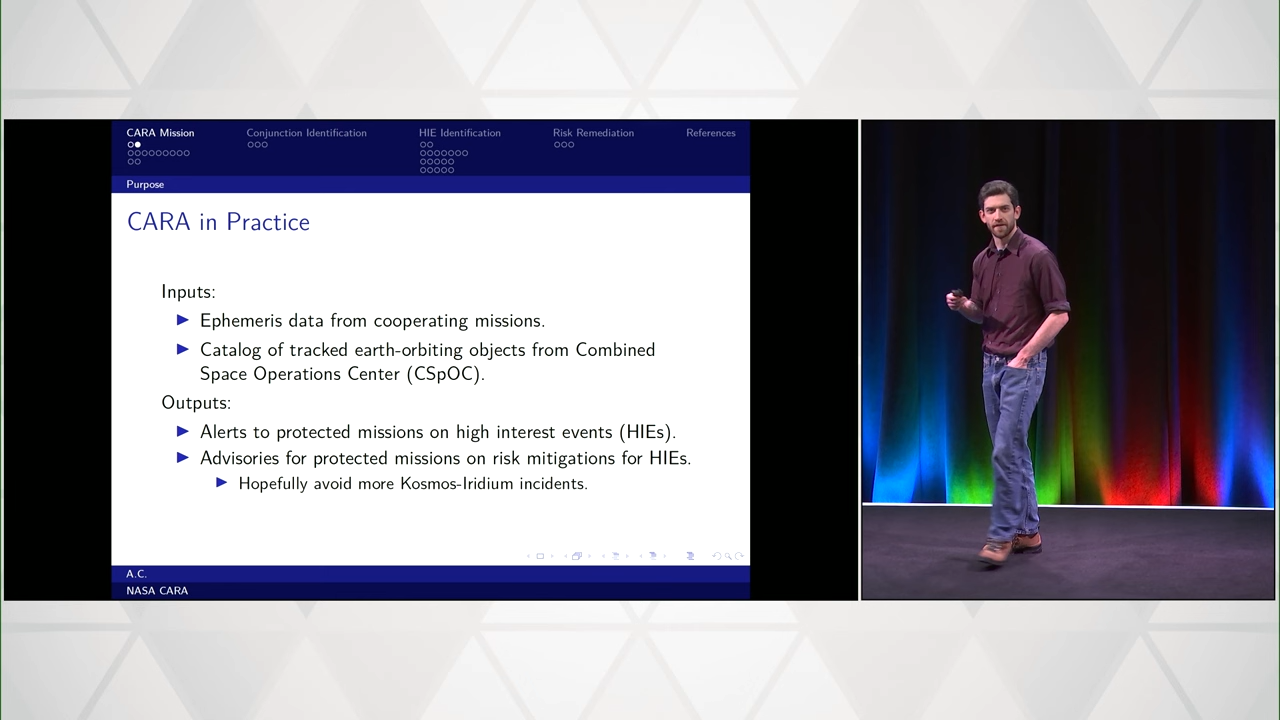 CARA Mission
Conjunction Identification
HIE Identification
Risk Remediation
References
Purpose
CARA in Practice
Inputs:
Ephemeris data from cooperating missions.
Catalog of tracked earth-orbiting objects from Combined
Space Operations Center (CSpOC).
Outputs:
Alerts to protected missions on high interest events (HIEs).
Advisories for protected missions on risk mitigations for HIEs.
Hopefully avoid more Kosmos-Iridium incidents.
A.C.
NASA CARA